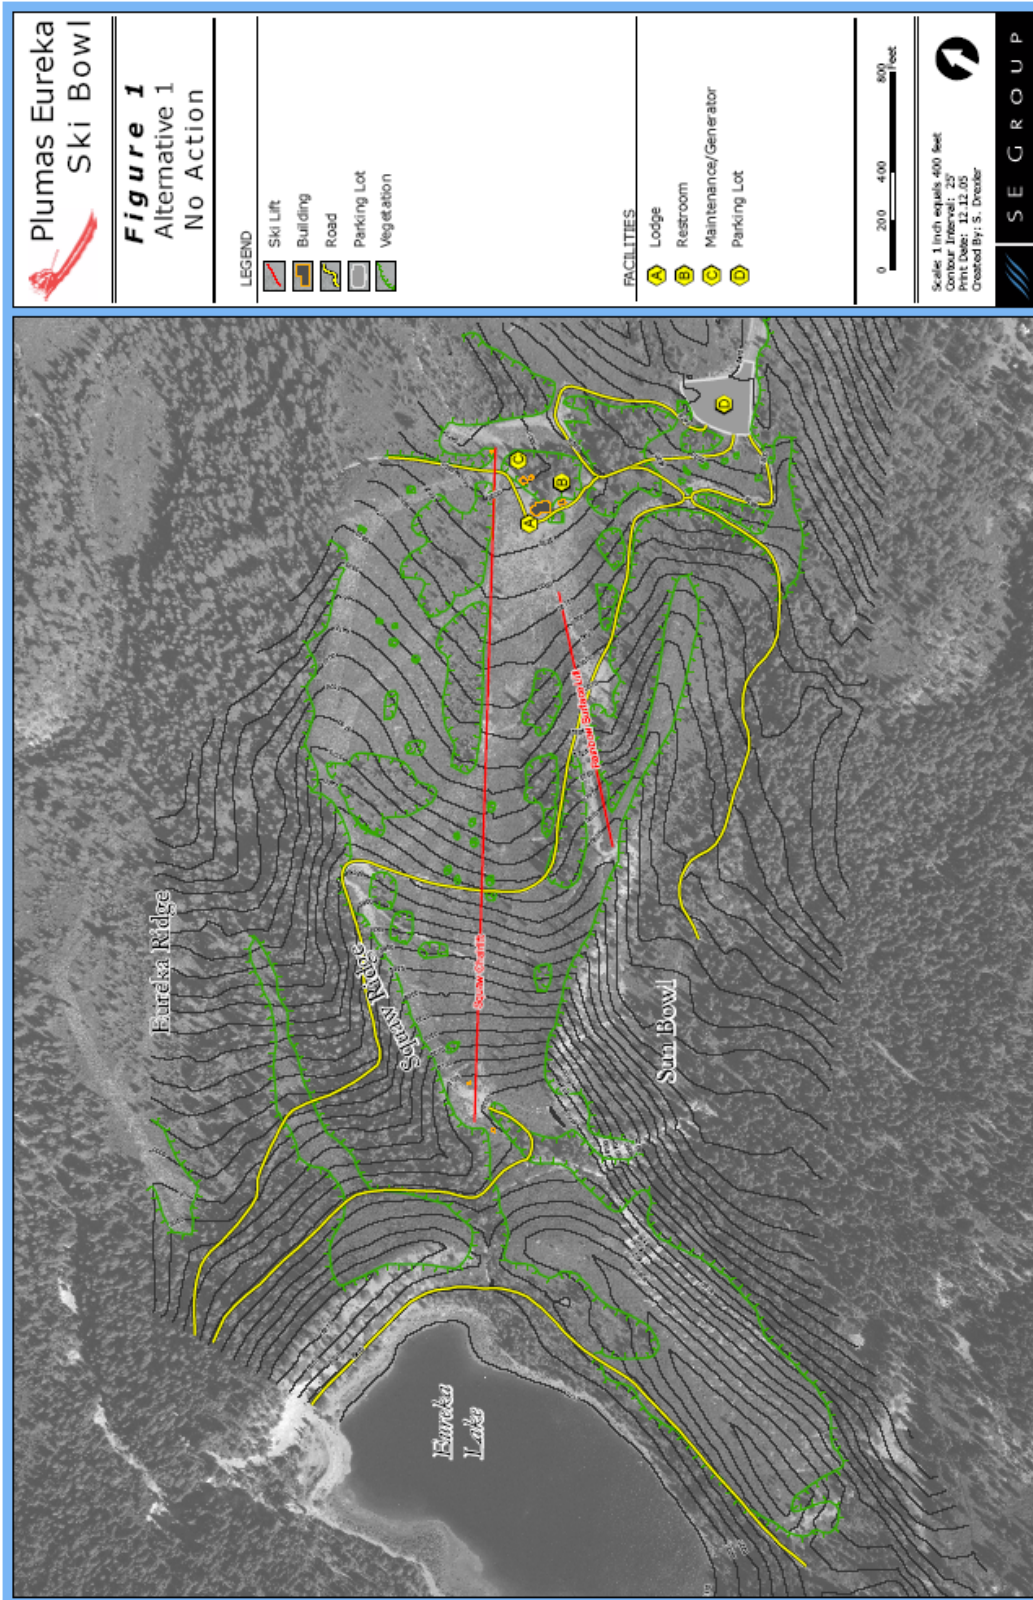 Plumas Eureka
Ski Bowl
Figure 1
Alternative 1
No Action
LEGEND
Ski Lift
Building
Road
Parking Lot
Vegetation
FACILITIES
A Lodge
B Restroom
C Maintenance/Generator
D Parking Lot
0 200 400 800
Feet
Scale: 1 inch equals 400 feet
Contour Interval: 25'
Print Date: 12.12.05
Created By: S. Drexler
SE GROUP
Eureka Ridge
Squaw Ridge
Sun Bowl
Eureka
Lake
A
B
C
D